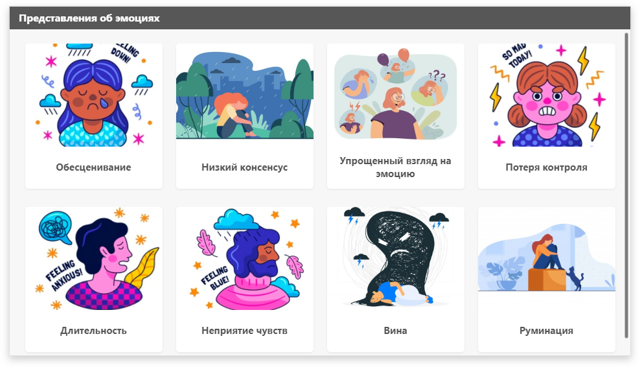 Представления об эмоциях
FEELING
DOWN!
SO MAD
TODAY!
???
Обесценивание
Низкий консенсус
Упрощенный взгляд на
эмоцию
Потеря контроля
FEELING
ANXIOUS!
FEELING
BLUE!
Длительность
Неприятие чувств
Вина
Руминация